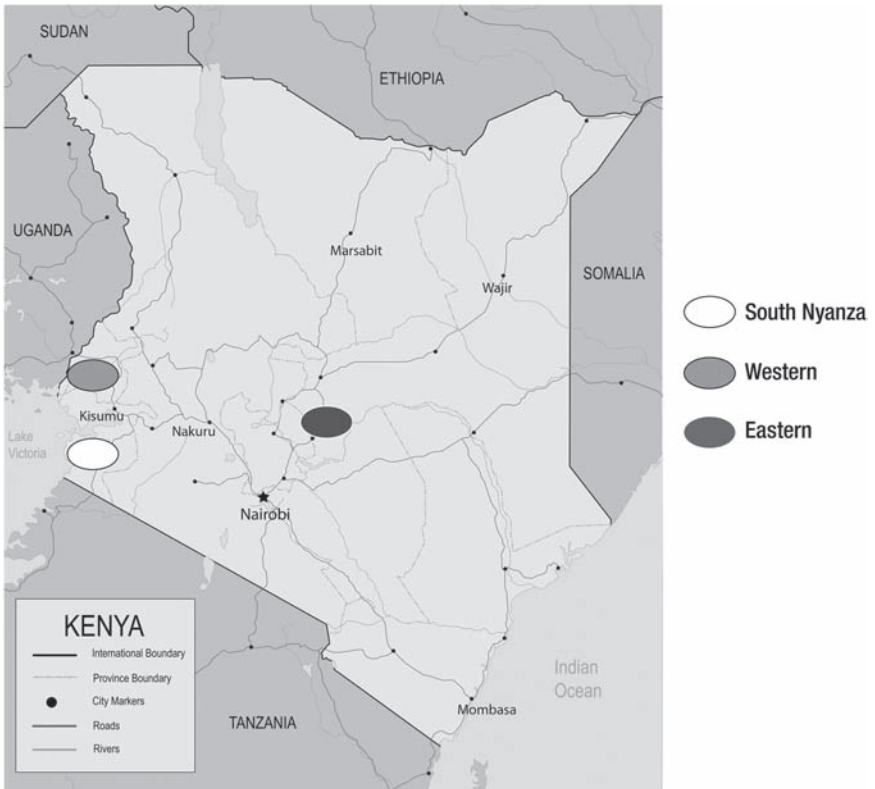 SUDAN
ETHIOPIA
UGANDA
Marsabit
Wajir
SOMALIA
South Nyanza
Western
Eastern
Kisumu
Nakuru
Lake
Victoria
Nairobi
KENYA
International Boundary
Province Boundary
City Markers
Roads
Rivers
Indian
Ocean
Mombasa
TANZANIA